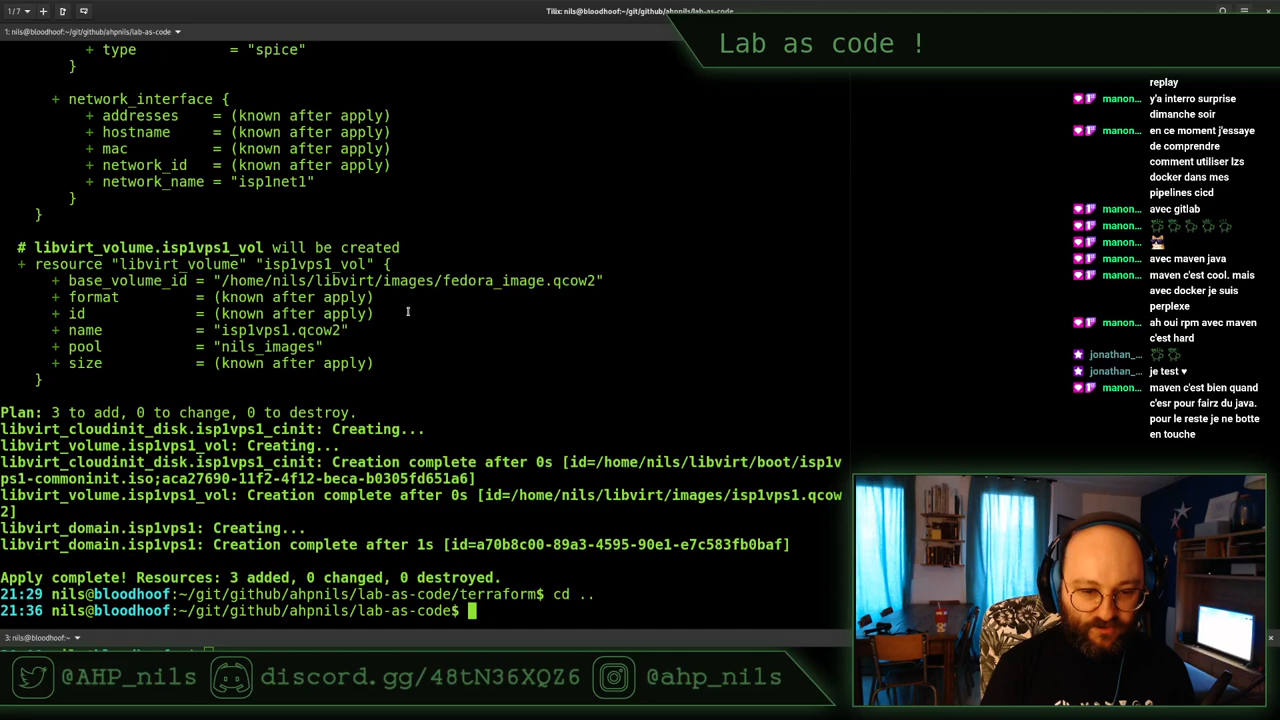 1/7
Tilix: nils@bloodhoof:~/git/github/ahpnils/lab-as-code
1: nils@bloodhoof:~/git/github/ahpnils/lab-as-code
Lab as code !
+ type = "spice"
}
+ network_interface {
+ addresses = (known after apply)
+ hostname = (known after apply)
+ mac = (known after apply)
+ network_id = (known after apply)
+ network_name = "isp1net1"
}
}
# libvirt_volume.isp1vps1_vol will be created
+ resource "libvirt_volume" "isp1vps1_vol" {
+ base_volume_id = "/home/nils/libvirt/images/fedora_image.qcow2"
+ format = (known after apply)
+ id = (known after apply)
+ name = "isp1vps1.qcow2"
+ pool = "nils_images"
+ size = (known after apply)
}
Plan: 3 to add, 0 to change, 0 to destroy.
libvirt_cloudinit_disk.isp1vps1_cinit: Creating...
libvirt_volume.isp1vps1_vol: Creating...
libvirt_cloudinit_disk.isp1vps1_cinit: Creation complete after 0s [id=/home/nils/libvirt/boot/isp1v
ps1-commoninit.iso;aca27690-11f2-4f12-beca-b0305fd651a6]
libvirt_volume.isp1vps1_vol: Creation complete after 0s [id=/home/nils/libvirt/images/isp1vps1.qcow
2]
libvirt_domain.isp1vps1: Creating...
libvirt_domain.isp1vps1: Creation complete after 1s [id=a70b8c00-89a3-4595-90e1-e7c583fb0baf]
Apply complete! Resources: 3 added, 0 changed, 0 destroyed.
21:29 nils@bloodhoof:~/git/github/ahpnils/lab-as-code/terraform$ cd ..
21:36 nils@bloodhoof:~/git/github/ahpnils/lab-as-code$
3: nils@bloodhoof:~
replay
manon... y'a interro surprise
dimanche soir
manon... en ce moment j'essaye
de comprendre
comment utiliser lzs
docker dans mes
pipelines cicd
manon... avec gitlab
manon...
manon...
manon... avec maven java
manon... maven c'est cool. mais
avec docker je suis
perplexe
manon... ah oui rpm avec maven
c'est hard
jonathan_...
jonathan_... je test ♥
manon... maven c'est bien quand
c'esr pour fairz du java.
pour le reste je ne botte
en touche
@AHP_nils
discord.gg/48tN36XQZ6
@ahp_nils